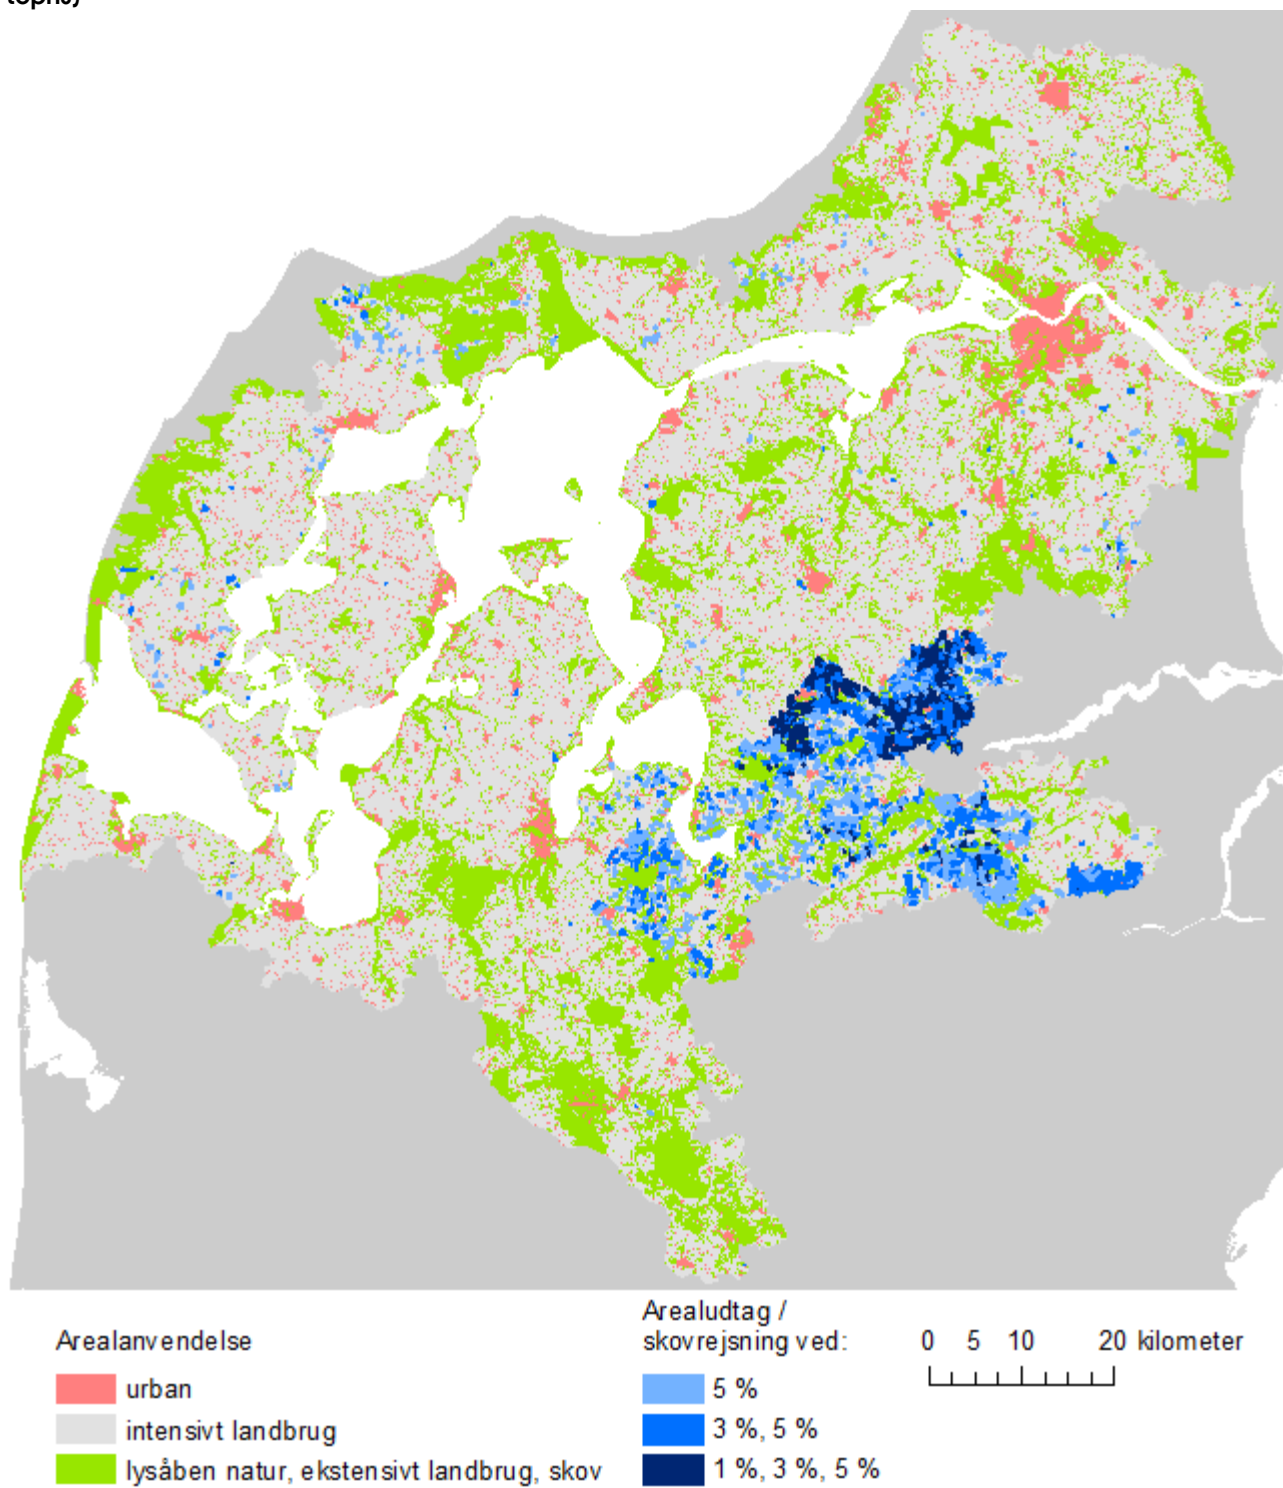 Arealanvendelse
urban
intensivt landbrug
lysåben natur, ekstensivt landbrug, skov
Arealudtag /
skovrejsning ved:
5 %
3 %, 5 %
1 %, 3 %, 5 %
0 5 10 20 kilometer